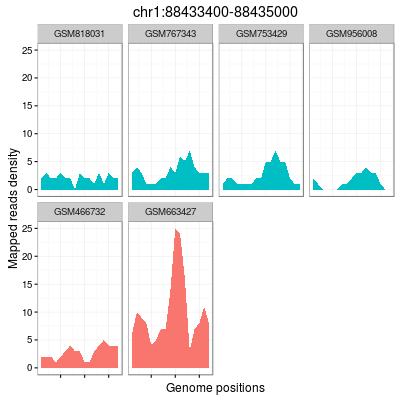 chr1:88433400-88435000
GSM818031 GSM767343 GSM753429 GSM956008
25
20
15
10
5
0
Mapped reads density
GSM466732 GSM663427
25
20
15
10
5
0
Genome positions